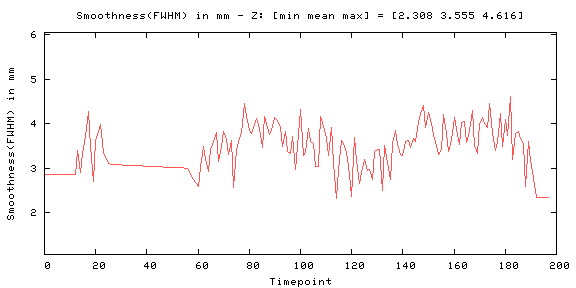 Smoothness(FWHM) in mm - Z: [min mean max] = [2.308 3.555 4.616]
6
5
4
3
2
Smoothness(FWHM) in mm
0 20 40 60 80 100 120 140 160 180 200
Timepoint